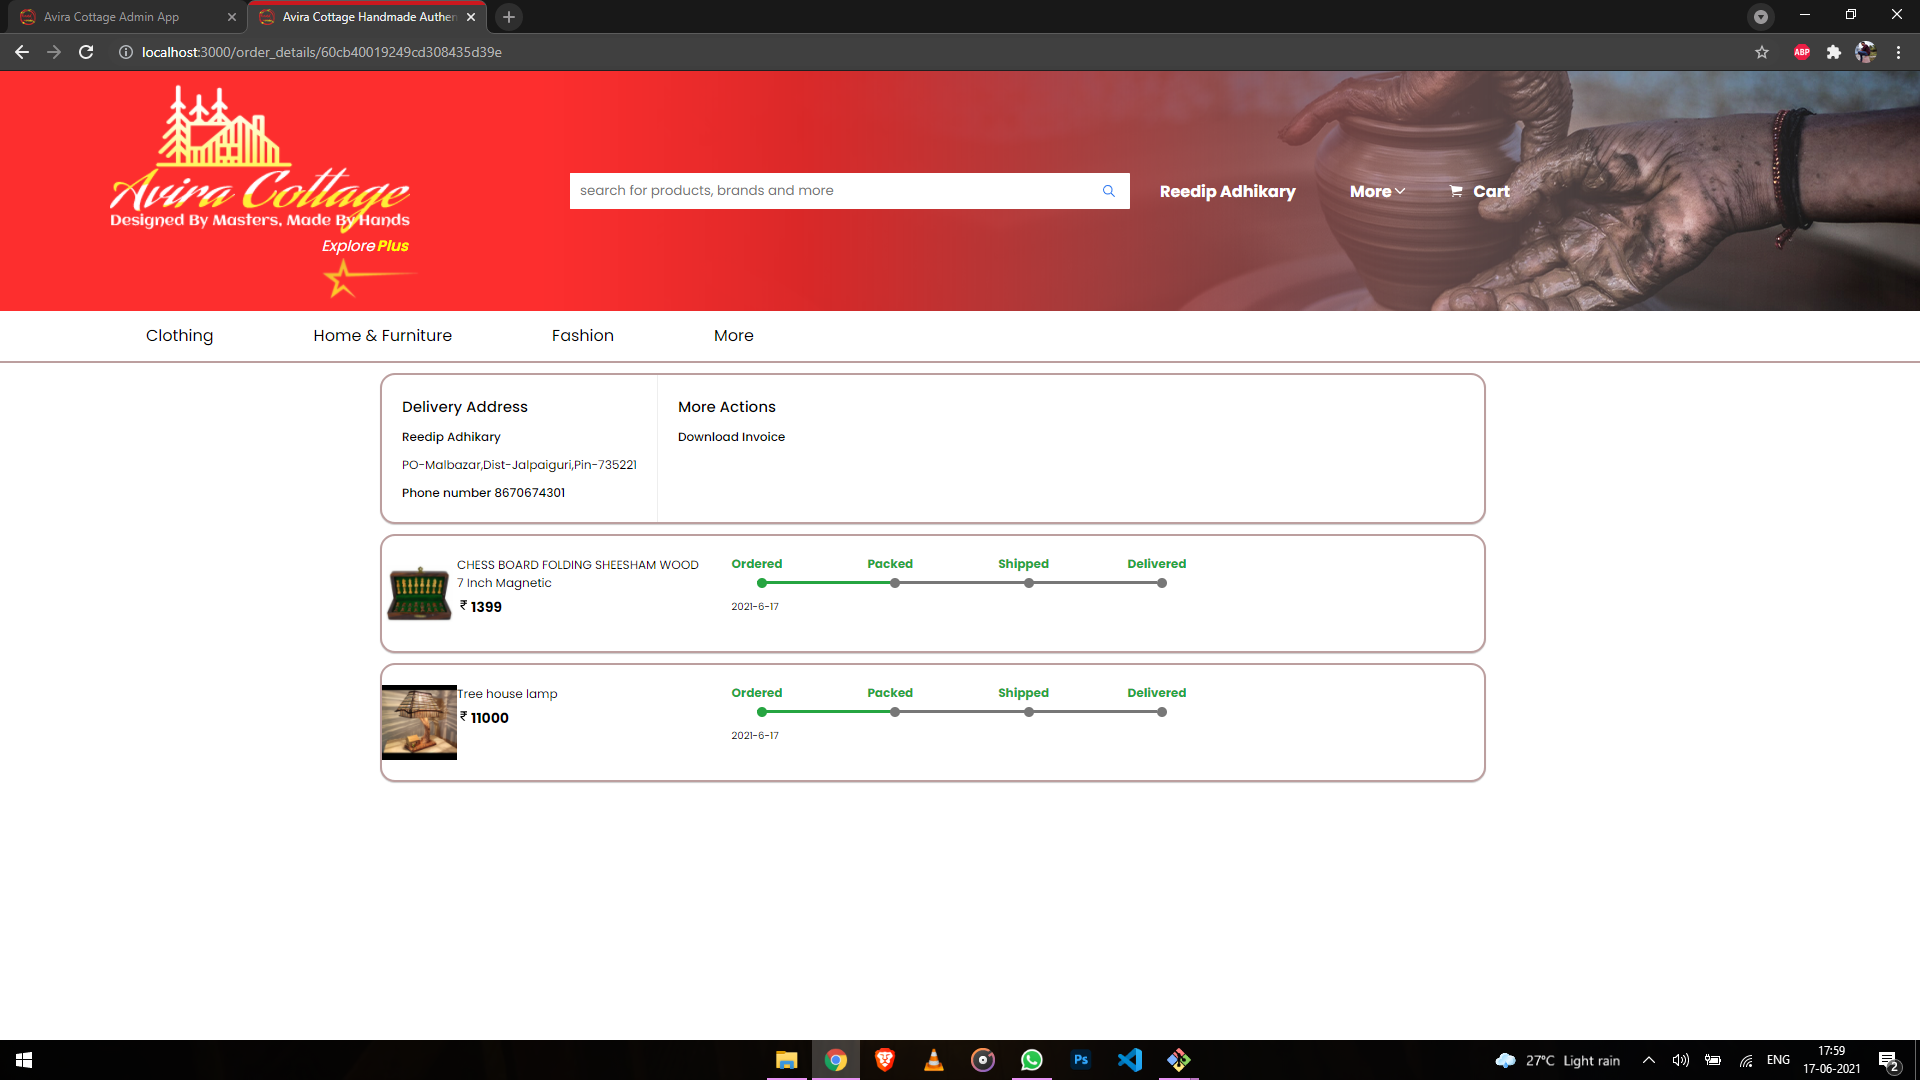 Avira Cottage Admin App
Avira Cottage Handmade Authen
localhost:3000/order_details/60cb40019249cd308435d39e
ABP
Avira Cottage
Designed By Masters, Made By Hands
Explore Plus
search for products, brands and more
Reedip Adhikary
More
Cart
Clothing
Home & Furniture
Fashion
More
Delivery Address
Reedip Adhikary
PO-Malbazar,Dist-Jalpaiguri,Pin-735221
Phone number 8670674301
More Actions
Download Invoice
CHESS BOARD FOLDING SHEESHAM WOOD
7 Inch Magnetic
₹ 1399
Ordered Packed Shipped Delivered
2021-6-17
Tree house lamp
₹ 11000
Ordered Packed Shipped Delivered
2021-6-17
Ps
27°C Light rain
ENG
17:59
17-06-2021
2